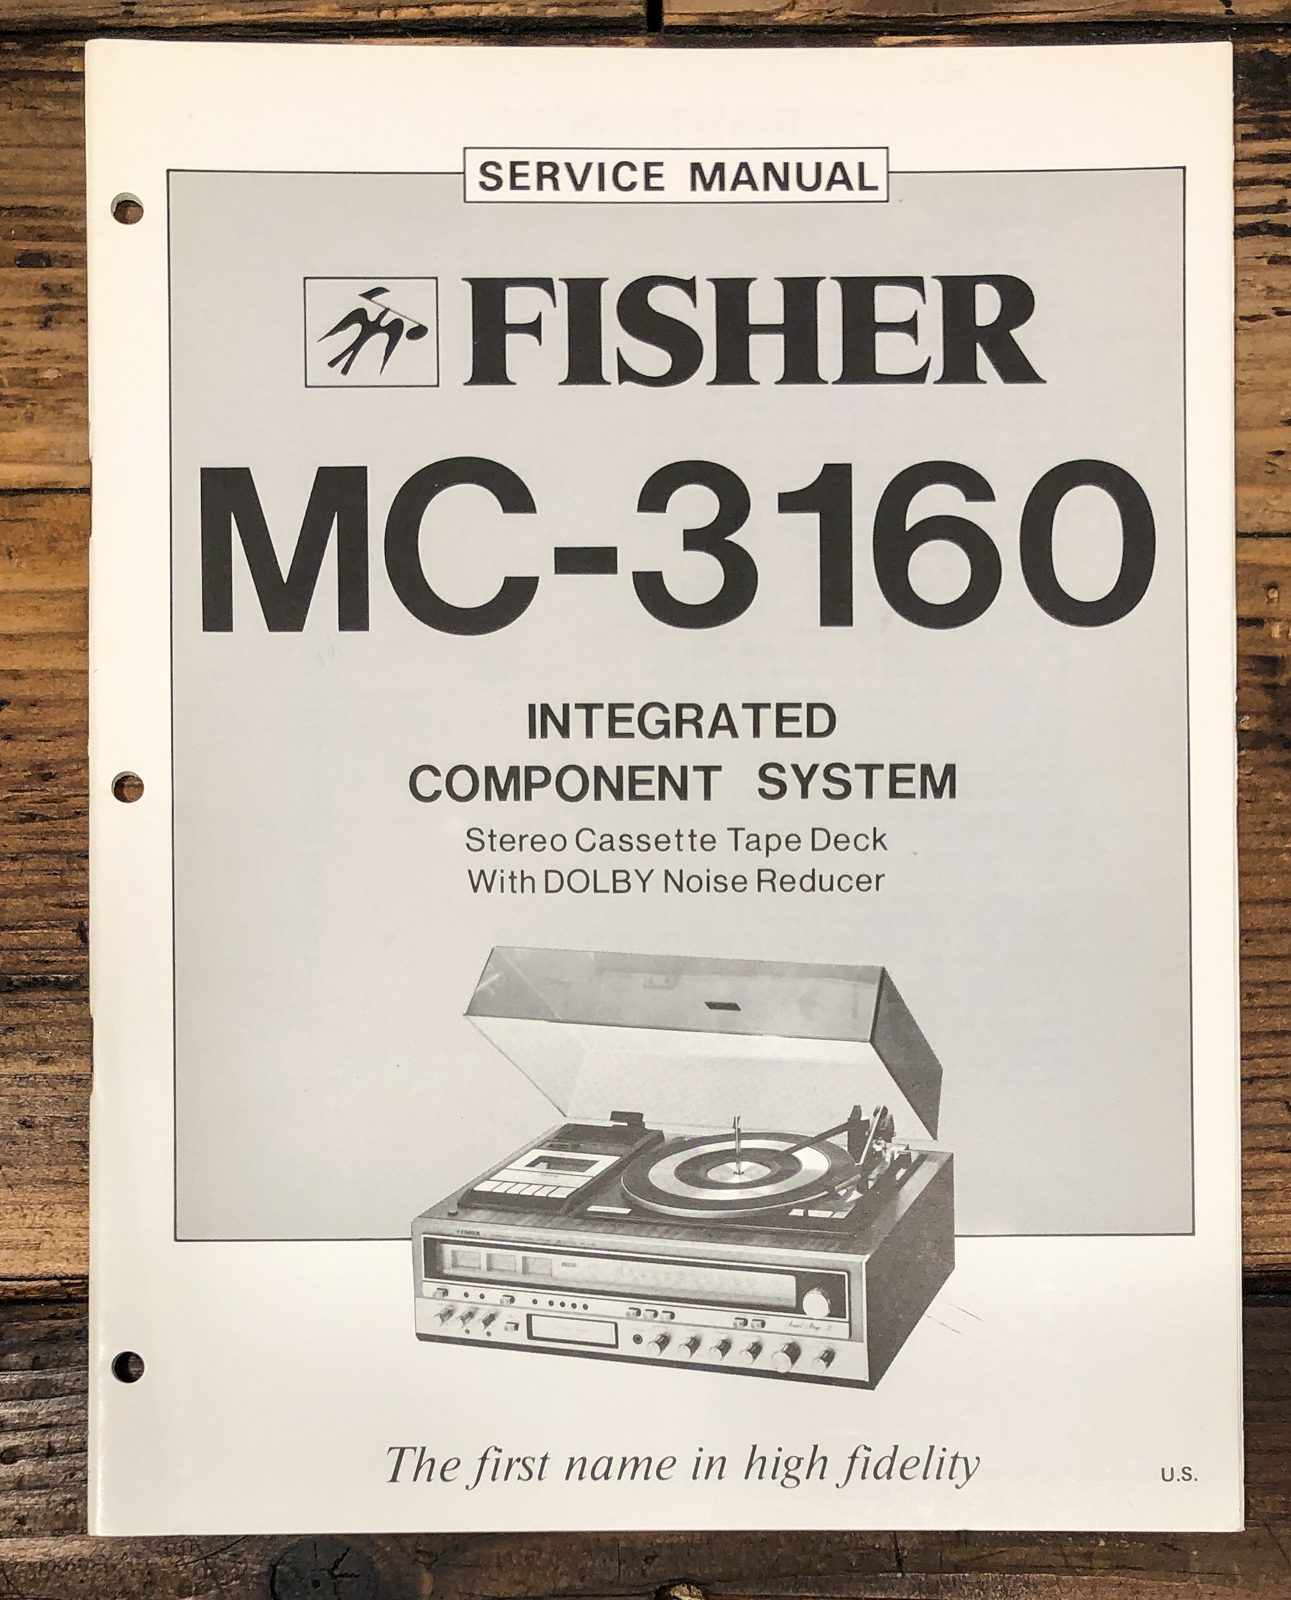 SERVICE MANUAL
FISHER
MC-3160
INTEGRATED
COMPONENT SYSTEM
Stereo Cassette Tape Deck
With DOLBY Noise Reducer
FISHER
The first name in high fidelity
U.S.